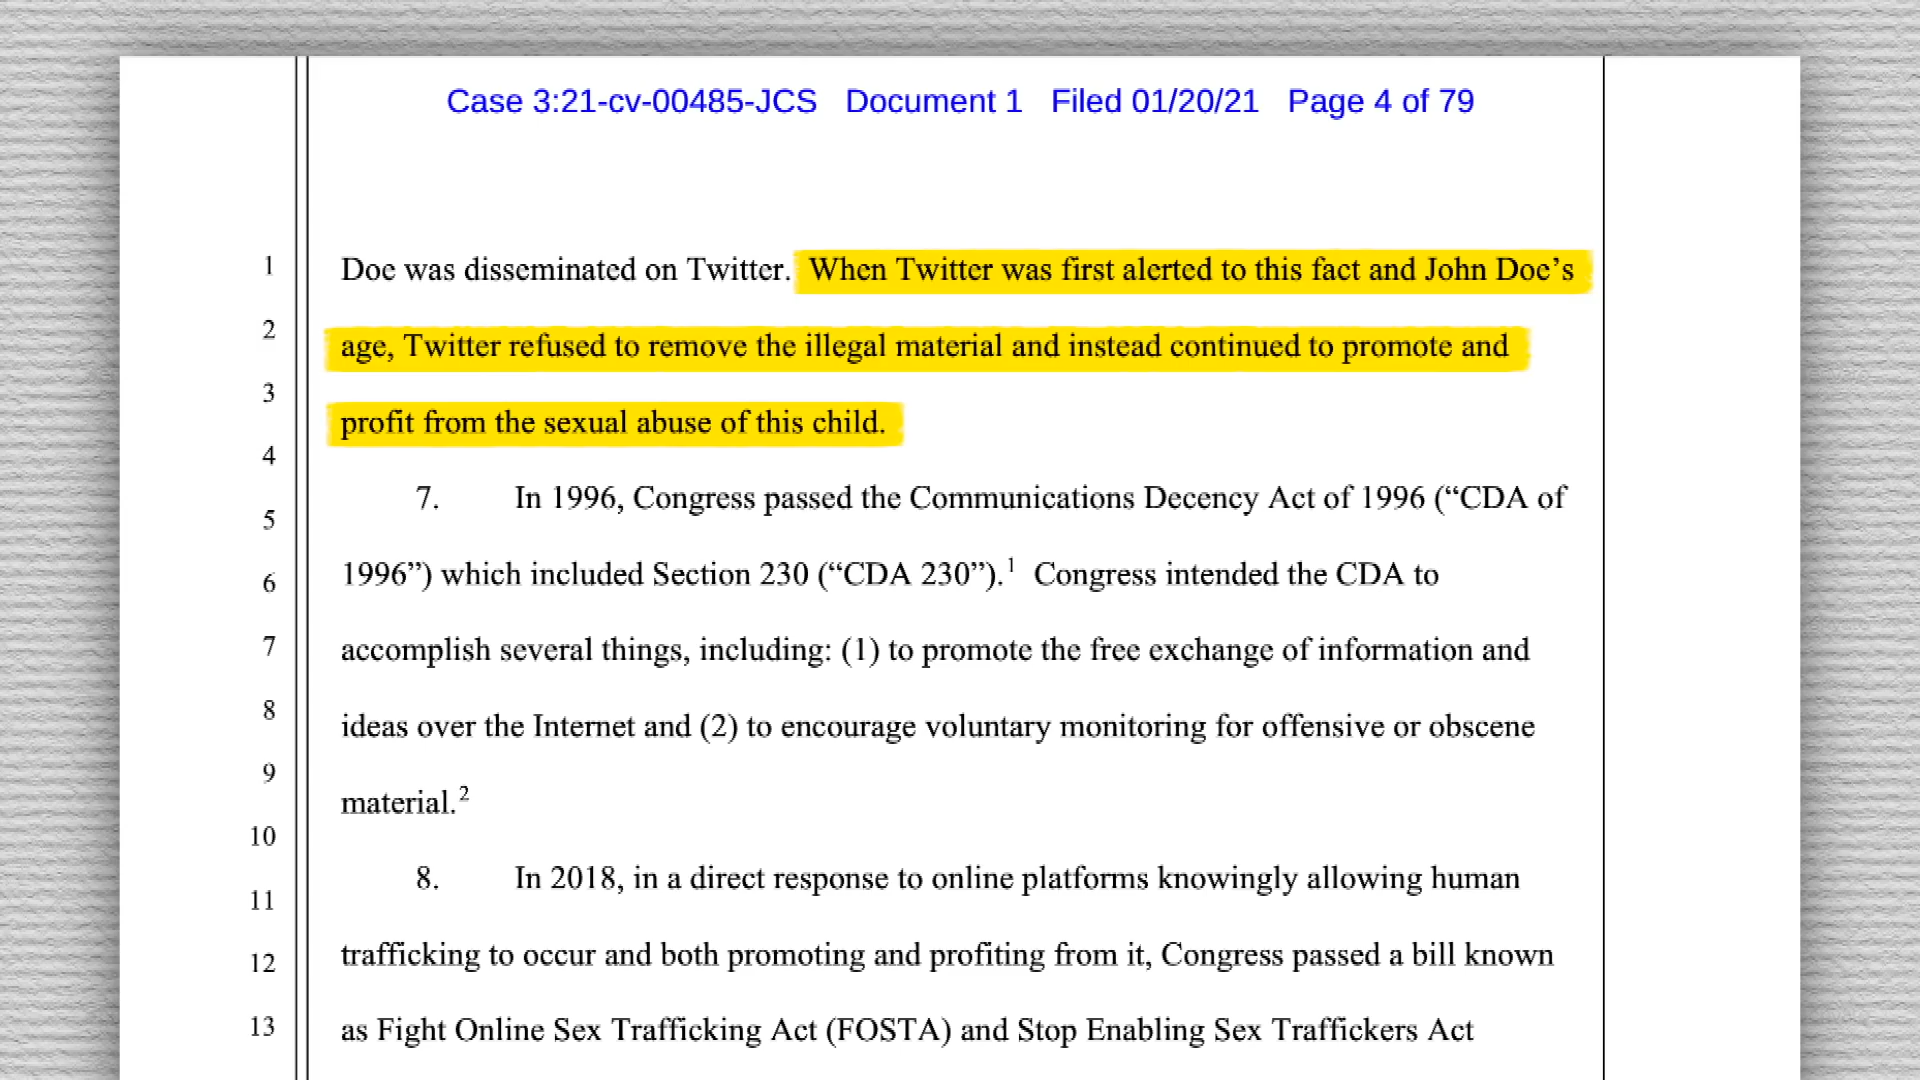 Case 3:21-cv-00485-JCS Document 1 Filed 01/20/21 Page 4 of 79
1 Doe was disseminated on Twitter. When Twitter was first alerted to this fact and John Doe’s
2 age, Twitter refused to remove the illegal material and instead continued to promote and
3 profit from the sexual abuse of this child.
4
5 7. In 1996, Congress passed the Communications Decency Act of 1996 (“CDA of
6 1996”) which included Section 230 (“CDA 230”).1 Congress intended the CDA to
7 accomplish several things, including: (1) to promote the free exchange of information and
8 ideas over the Internet and (2) to encourage voluntary monitoring for offensive or obscene
9 material.2
10
11 8. In 2018, in a direct response to online platforms knowingly allowing human
12 trafficking to occur and both promoting and profiting from it, Congress passed a bill known
13 as Fight Online Sex Trafficking Act (FOSTA) and Stop Enabling Sex Traffickers Act